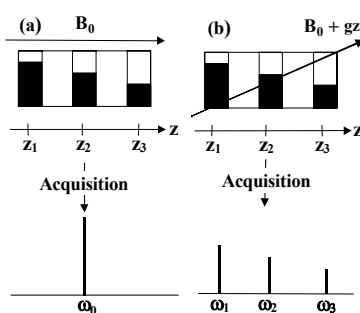 (a)
B0
z
z1 z2 z3
Acquisition
ω0
(b)
B0 + gz
z
z1 z2 z3
Acquisition
ω1 ω2 ω3